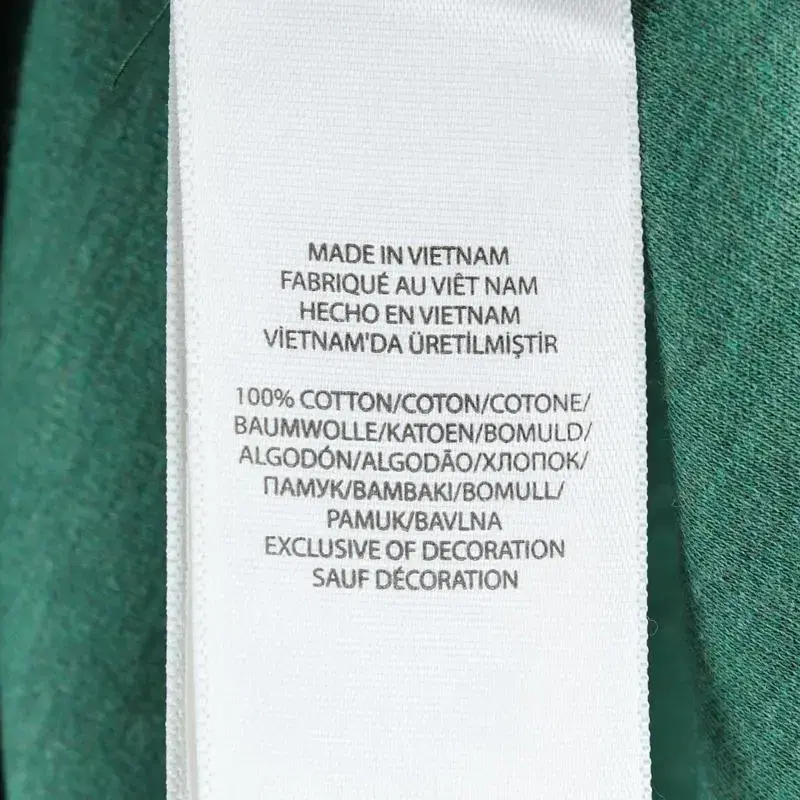 MADE IN VIETNAM
FABRIQUÉ AU VIÊT NAM
HECHO EN VIETNAM
VİETNAM'DA ÜRETİLMİŞTİR
100% COTTON/COTON/COTONE/
BAUMWOLLE/KATOEN/BOMULD/
ALGODÓN/ALGODÃO/ХЛОПОК/
ПАМУК/BAMBAKI/BOMULL/
PAMUK/BAVLNA
EXCLUSIVE OF DECORATION
SAUF DÉCORATION